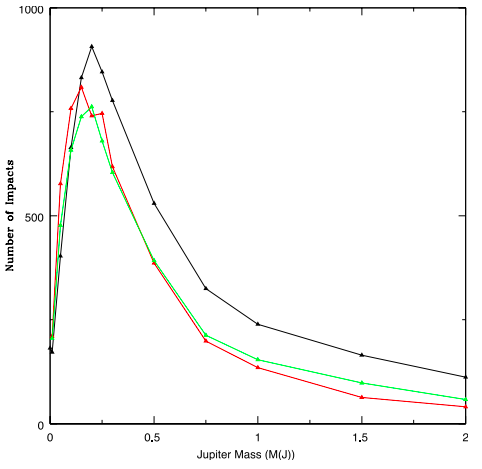 1000
500
0
Number of Impacts
0 0.5 1 1.5 2
Jupiter Mass (M(J))